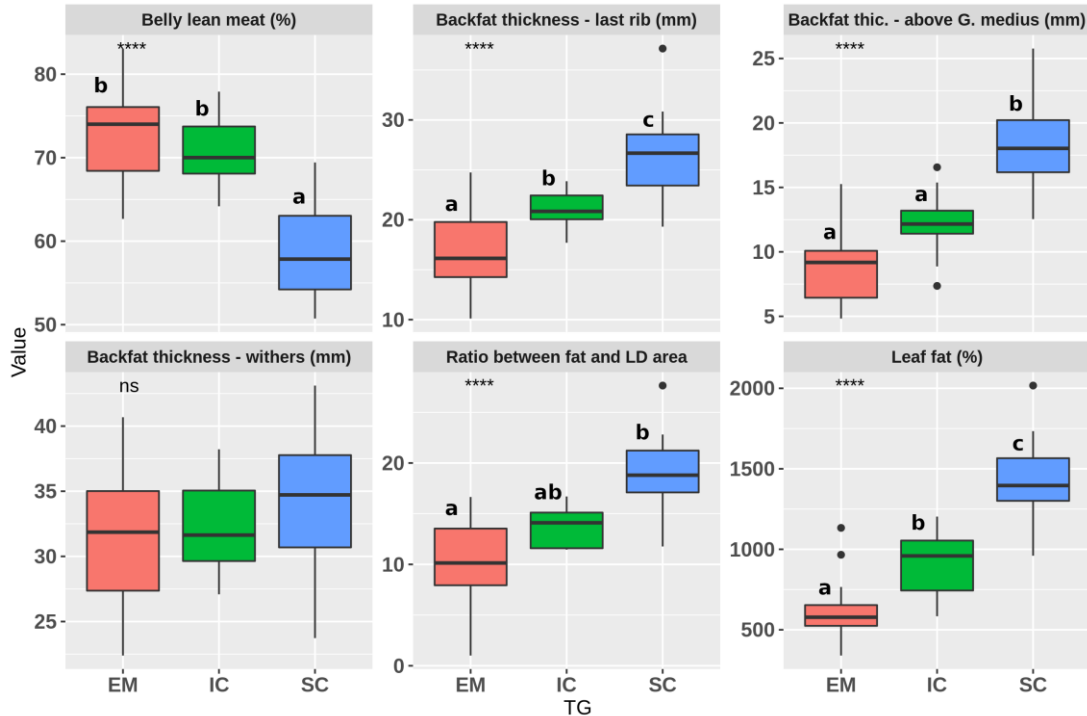 Belly lean meat (%)
Backfat thickness - last rib (mm)
Backfat thic. - above G. medius (mm)
****
****
****
80
70
60
50
b
b
a
30
20
10
a
b
c
25
20
15
10
5
a
a
b
Value
Backfat thickness - withers (mm)
Ratio between fat and LD area
Leaf fat (%)
ns
****
****
40
35
30
25
20
10
0
a
ab
b
2000
1500
1000
500
a
b
c
EM IC SC
EM IC SC
EM IC SC
TG